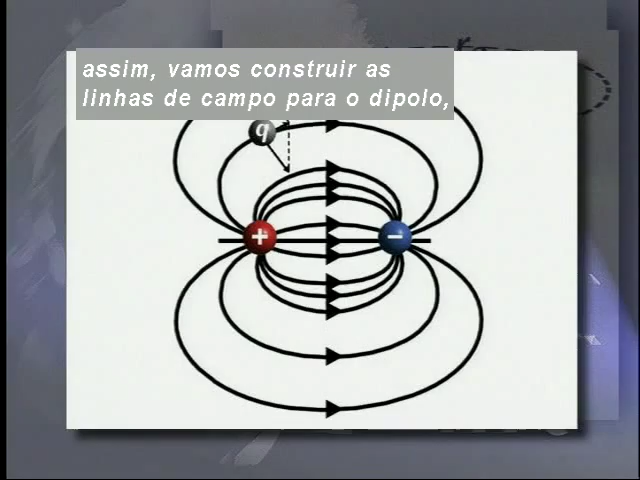 assim, vamos construir as
linhas de campo para o dipolo,
q
+
−